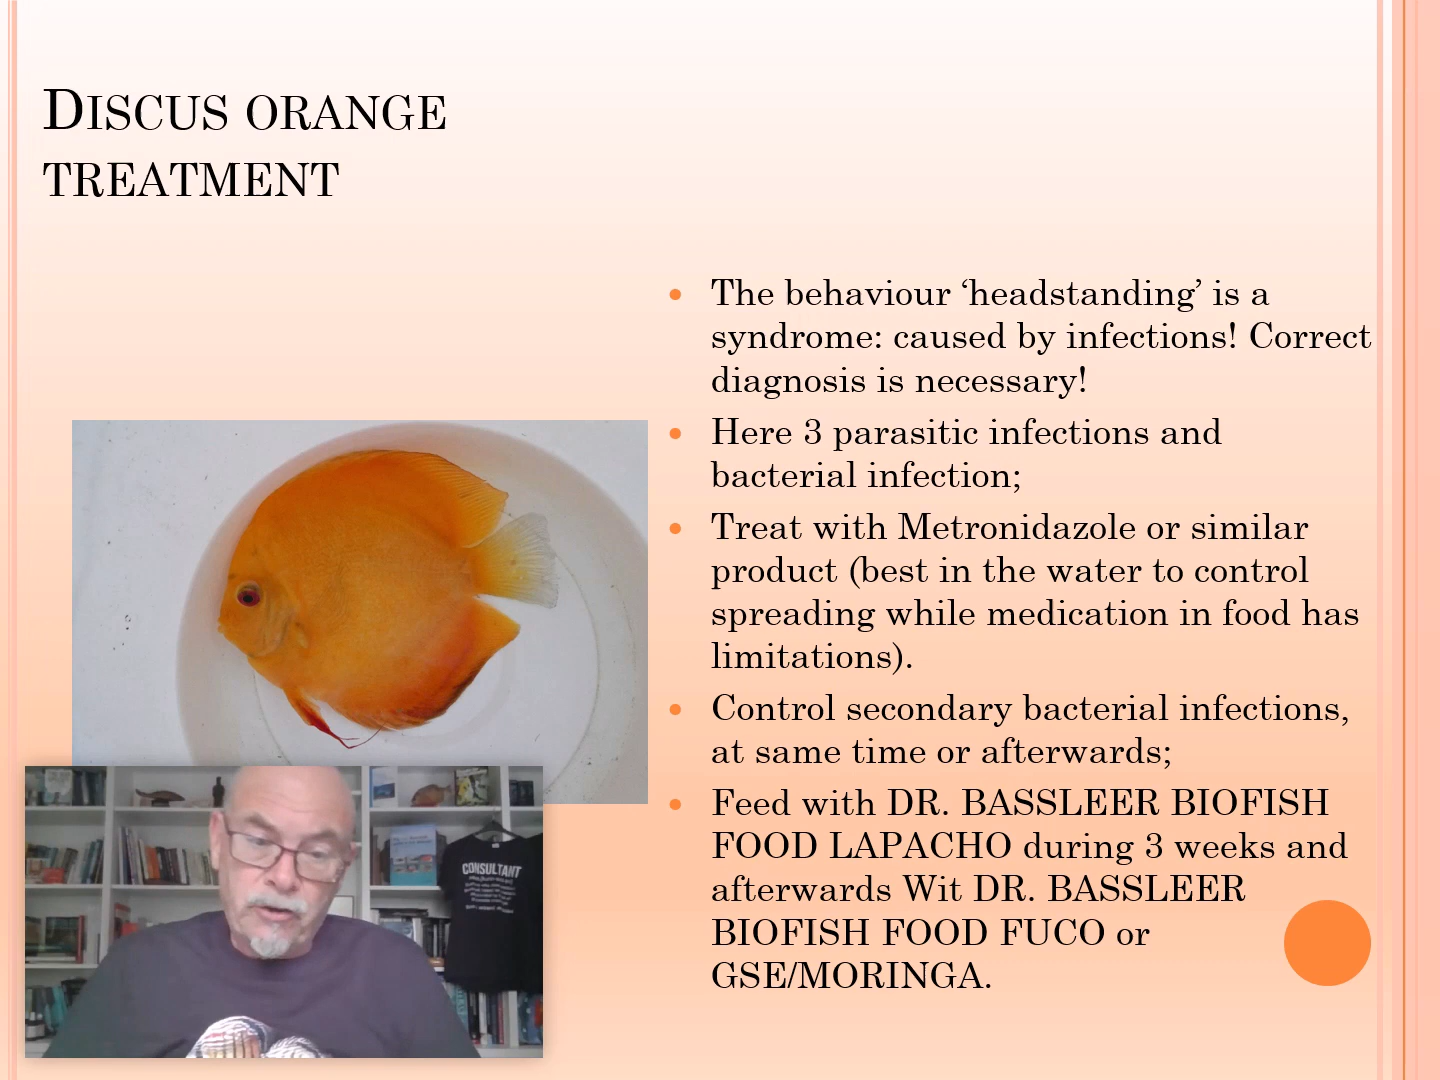 DISCUS ORANGE
TREATMENT
• The behaviour ‘headstanding’ is a
syndrome: caused by infections! Correct
diagnosis is necessary!
• Here 3 parasitic infections and
bacterial infection;
• Treat with Metronidazole or similar
product (best in the water to control
spreading while medication in food has
limitations).
• Control secondary bacterial infections,
at same time or afterwards;
• Feed with DR. BASSLEER BIOFISH
FOOD LAPACHO during 3 weeks and
afterwards Wit DR. BASSLEER
BIOFISH FOOD FUCO or
GSE/MORINGA.
CONSULTANT